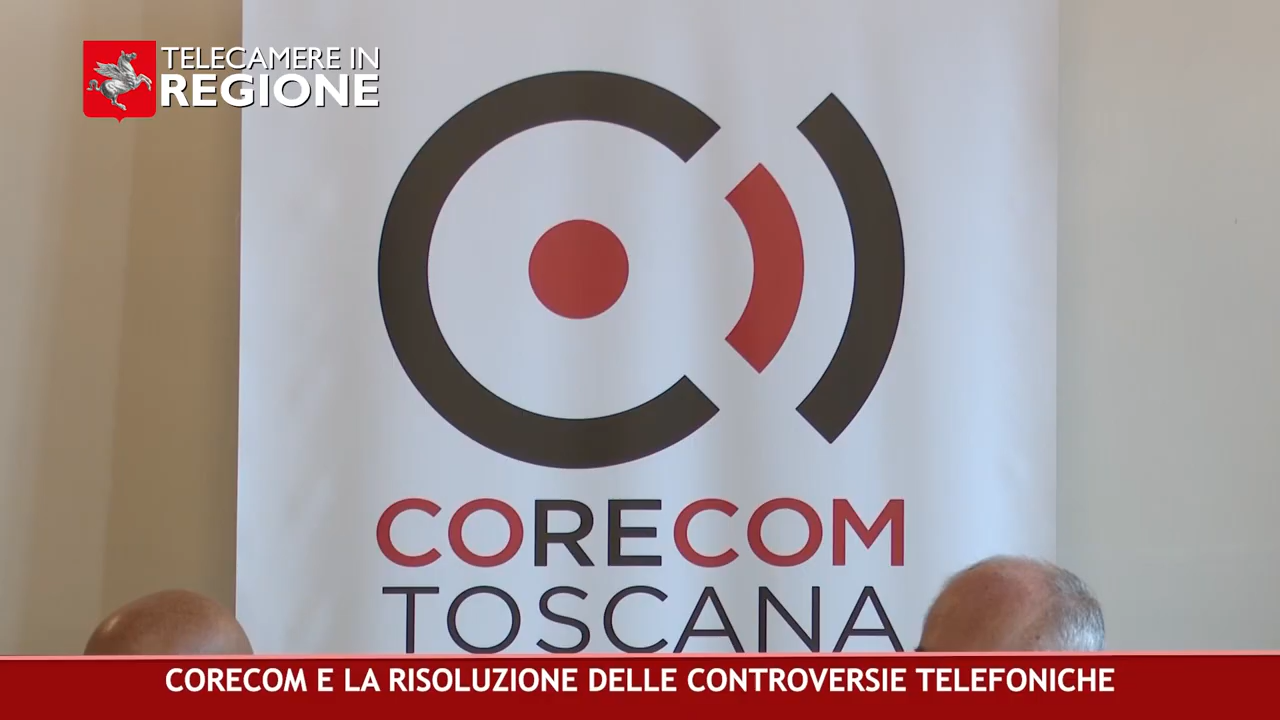 TELECAMERE IN
REGIONE
CORECOM
TOSCANA
CORECOM E LA RISOLUZIONE DELLE CONTROVERSIE TELEFONICHE